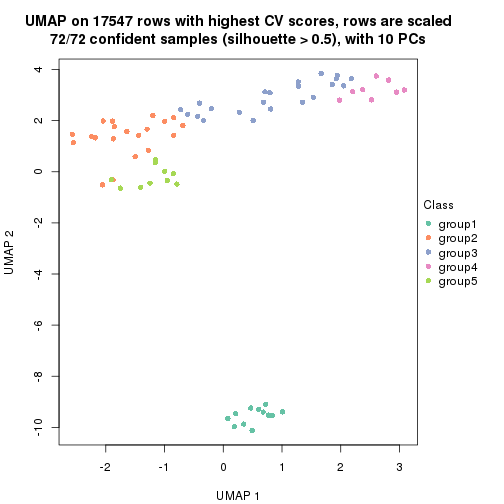 UMAP on 17547 rows with highest CV scores, rows are scaled
72/72 confident samples (silhouette > 0.5), with 10 PCs
4
2
0
-2
-4
-6
-8
-10
UMAP 2
-2
-1
0
1
2
3
UMAP 1
Class
group1
group2
group3
group4
group5